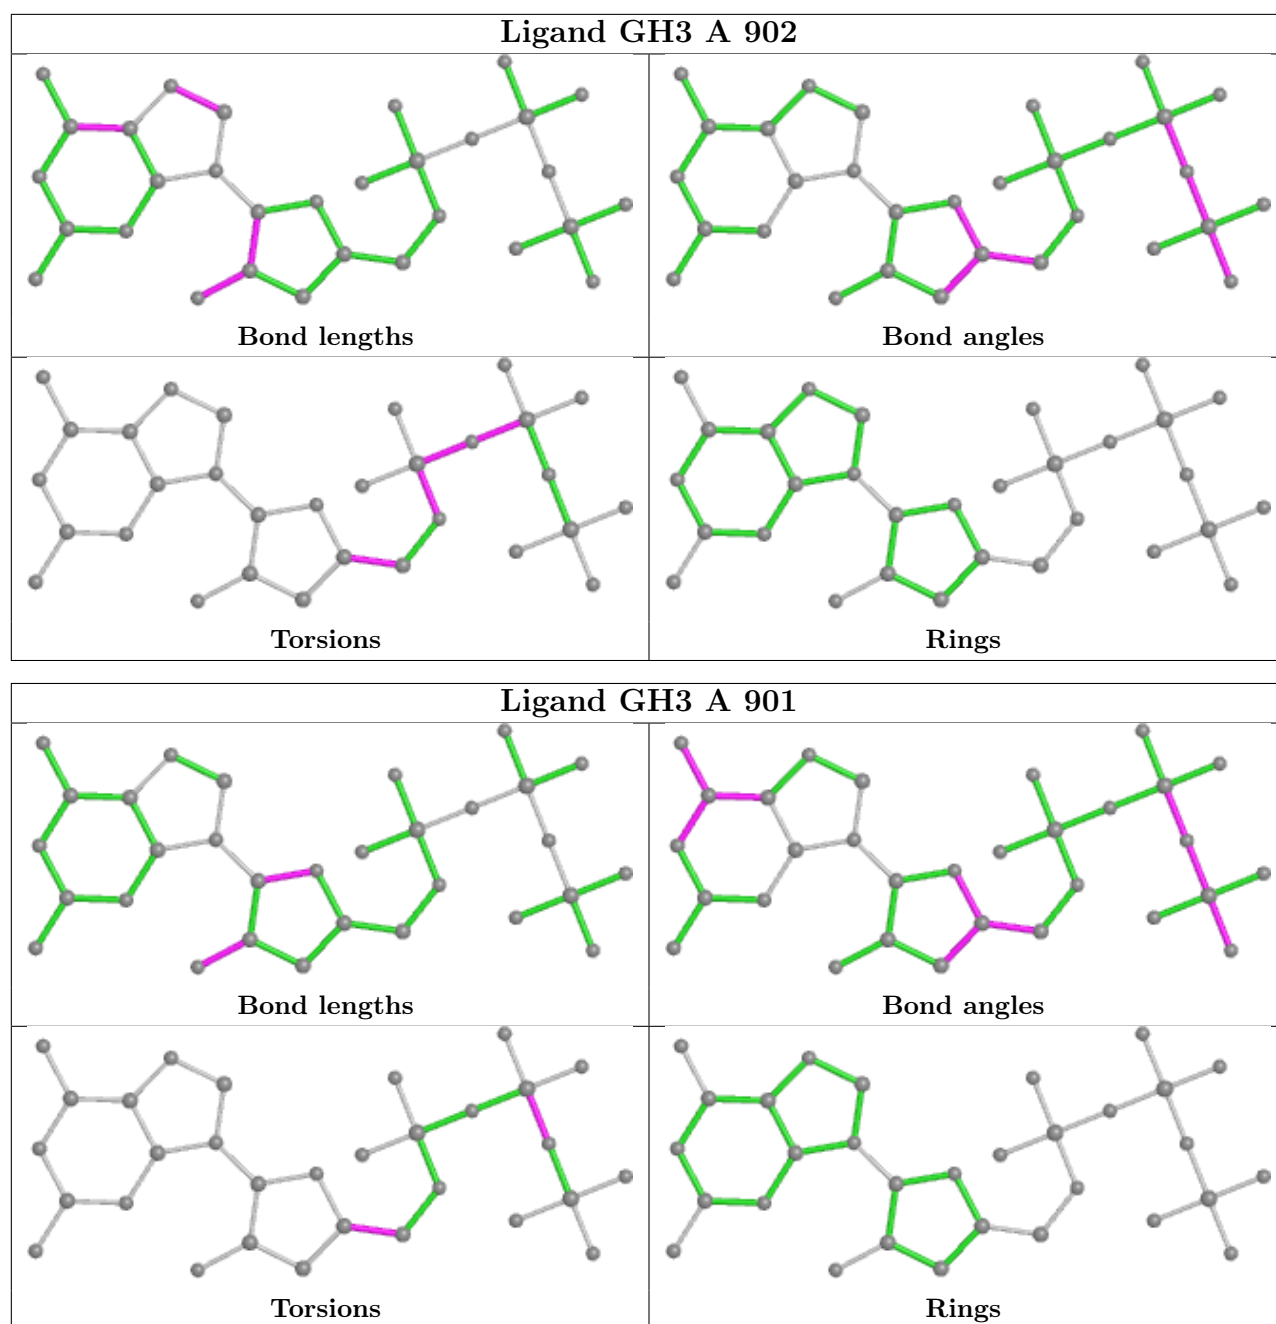 Ligand GH3 A 902
Bond lengths
Bond angles
Torsions
Rings
Ligand GH3 A 901
Bond lengths
Bond angles
Torsions
Rings